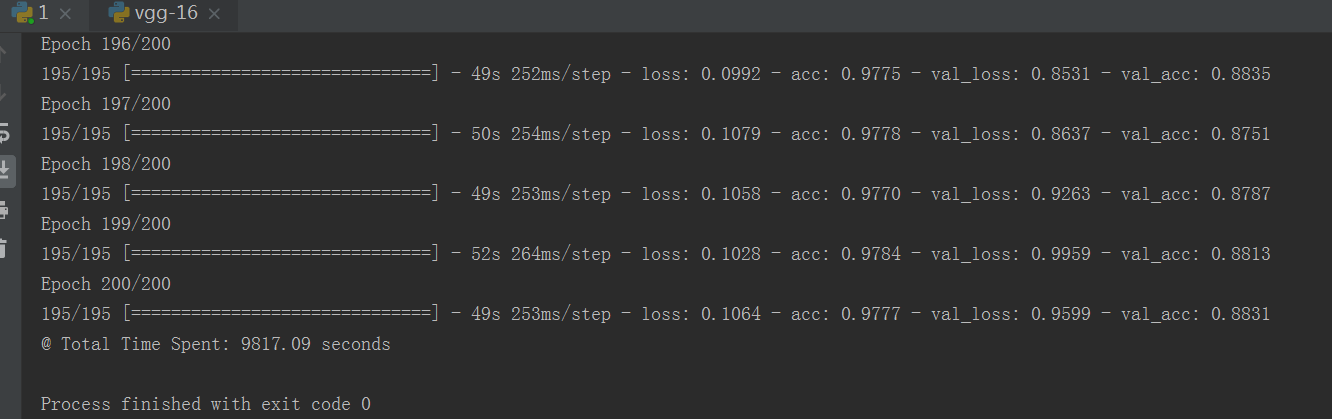 1 × vgg-16 ×
Epoch 196/200
195/195 [==============================] - 49s 252ms/step - loss: 0.0992 - acc: 0.9775 - val_loss: 0.8531 - val_acc: 0.8835
Epoch 197/200
195/195 [==============================] - 50s 254ms/step - loss: 0.1079 - acc: 0.9778 - val_loss: 0.8637 - val_acc: 0.8751
Epoch 198/200
195/195 [==============================] - 49s 253ms/step - loss: 0.1058 - acc: 0.9770 - val_loss: 0.9263 - val_acc: 0.8787
Epoch 199/200
195/195 [==============================] - 52s 264ms/step - loss: 0.1028 - acc: 0.9784 - val_loss: 0.9959 - val_acc: 0.8813
Epoch 200/200
195/195 [==============================] - 49s 253ms/step - loss: 0.1064 - acc: 0.9777 - val_loss: 0.9599 - val_acc: 0.8831
@ Total Time Spent: 9817.09 seconds
Process finished with exit code 0